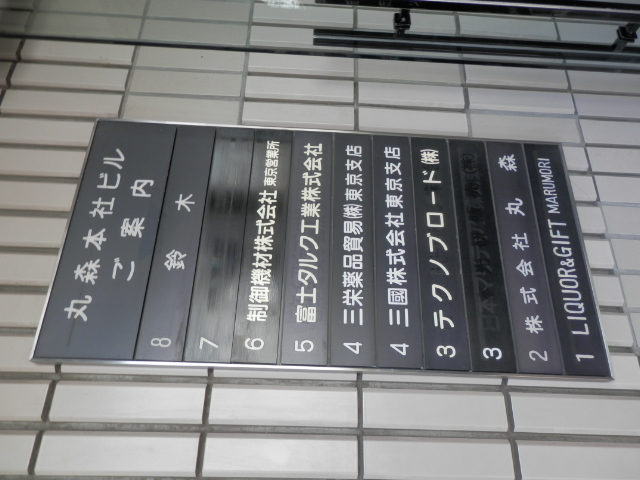 丸森本社ビル
ご案内
8 鈴木
7
6 制御機材株式会社 東京営業所
5 富士タルク工業株式会社
4 三栄薬品貿易㈱東京支店
4 三國株式会社東京支店
3 テクノブロード㈱
3
2 株式会社丸森
1 LIQUOR&GIFT MARUMORI